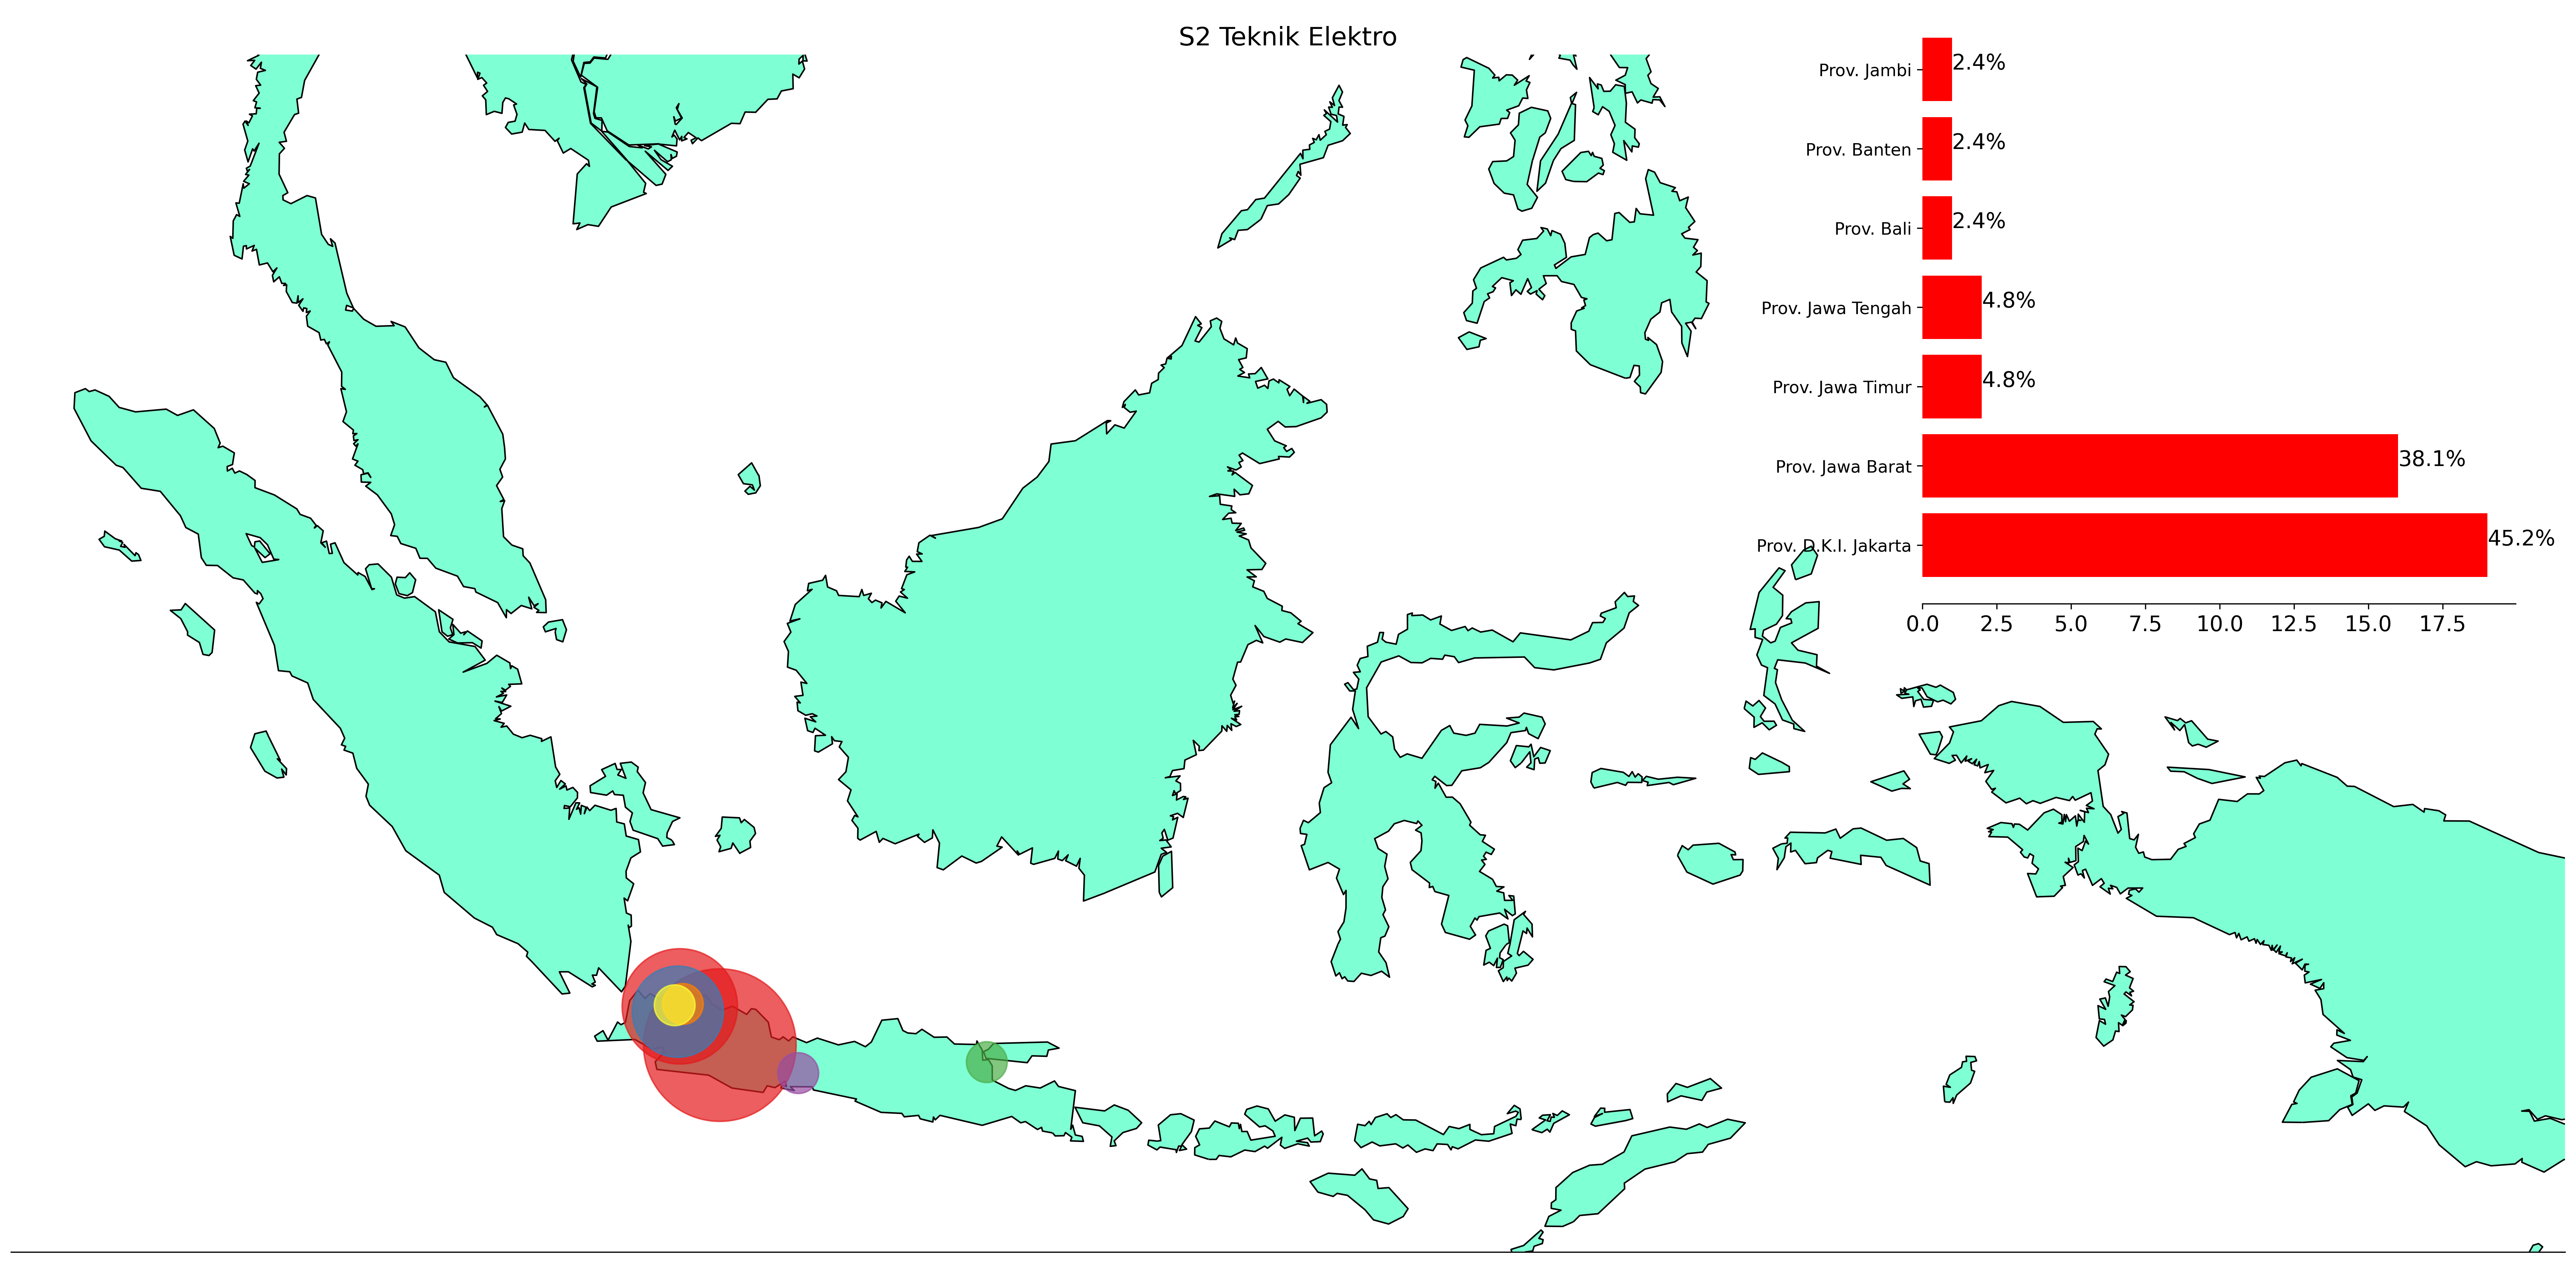 S2 Teknik Elektro
Prov. Jambi 2.4%
Prov. Banten 2.4%
Prov. Bali 2.4%
Prov. Jawa Tengah 4.8%
Prov. Jawa Timur 4.8%
Prov. Jawa Barat 38.1%
Prov. D.K.I. Jakarta 45.2%
0.0 2.5 5.0 7.5 10.0 12.5 15.0 17.5